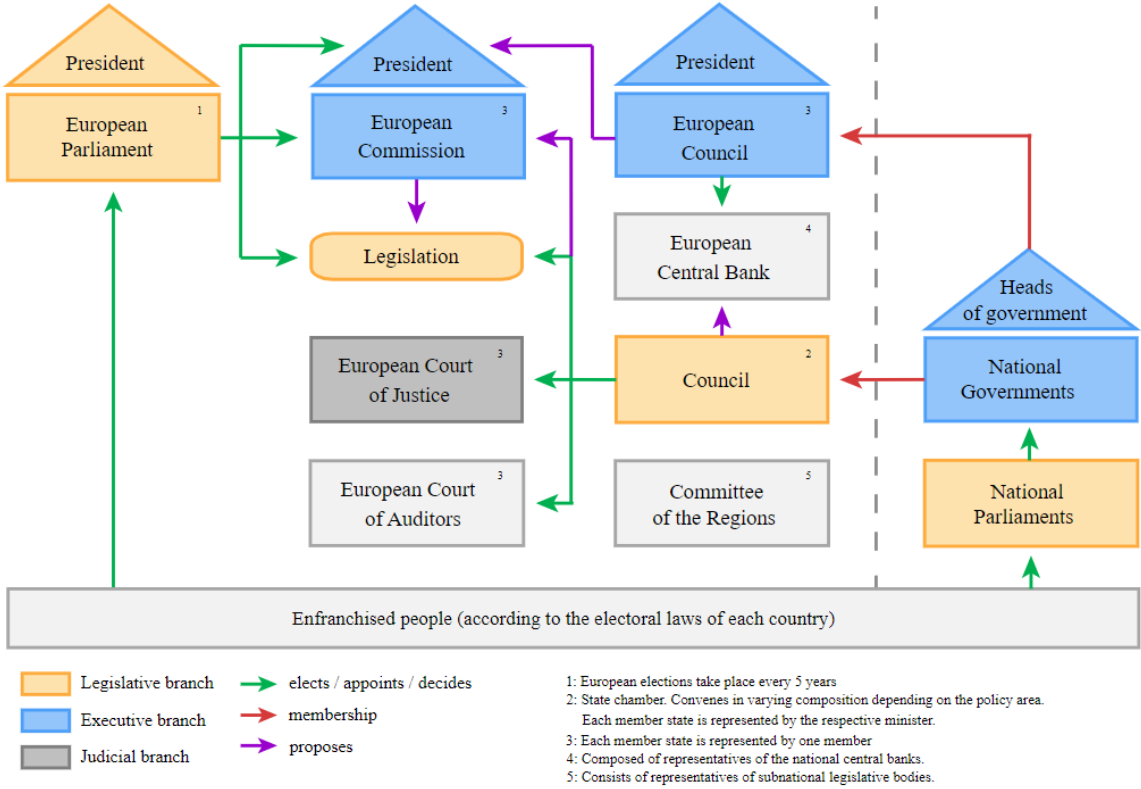 President
President
President
1
European
Parliament
3
European
Commission
3
European
Council
Legislation
4
European
Central Bank
Heads
of government
3
European Court
of Justice
2
Council
National
Governments
3
European Court
of Auditors
5
Committee
of the Regions
National
Parliaments
Enfranchised people (according to the electoral laws of each country)
Legislative branch
Executive branch
Judicial branch
elects / appoints / decides
membership
proposes
1: European elections take place every 5 years
2: State chamber. Convenes in varying composition depending on the policy area.
Each member state is represented by the respective minister.
3: Each member state is represented by one member
4: Composed of representatives of the national central banks.
5: Consists of representatives of subnational legislative bodies.